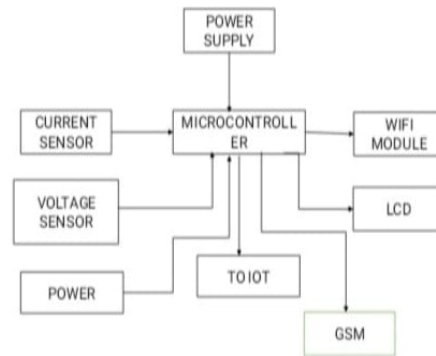 POWER
SUPPLY
CURRENT
SENSOR
MICROCONTROLL
ER
WIFI
MODULE
VOLTAGE
SENSOR
LCD
POWER
TO IOT
GSM